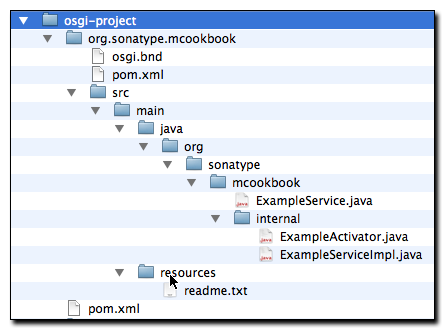 osgi-project
org.sonatype.mcookbook
osgi.bnd
pom.xml
src
main
java
org
sonatype
mcookbook
ExampleService.java
internal
ExampleActivator.java
ExampleServiceImpl.java
resources
readme.txt
pom.xml